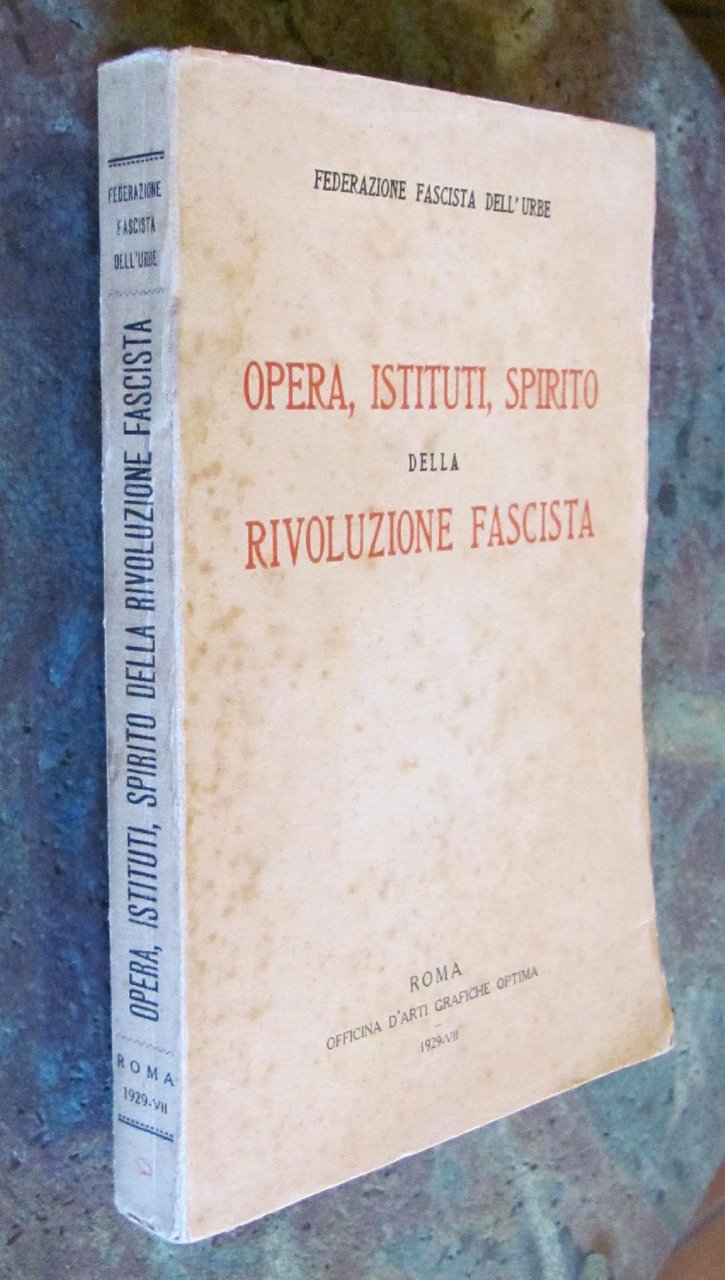 FEDERAZIONE
FASCISTA
DELL'URBE
OPERA, ISTITUTI, SPIRITO DELLA RIVOLUZIONE FASCISTA
ROMA
1929-VII
FEDERAZIONE FASCISTA DELL'URBE
OPERA, ISTITUTI, SPIRITO
DELLA
RIVOLUZIONE FASCISTA
ROMA
OFFICINA D'ARTI GRAFICHE OPTIMA
1929-VII